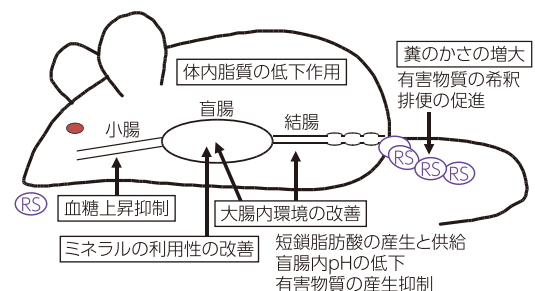 糞のかさの増大
有害物質の希釈
排便の促進
体内脂質の低下作用
盲腸
小腸
結腸
RS
RS
RS
RS
血糖上昇抑制
大腸内環境の改善
ミネラルの利用性の改善
短鎖脂肪酸の産生と供給
盲腸内pHの低下
有害物質の産生抑制